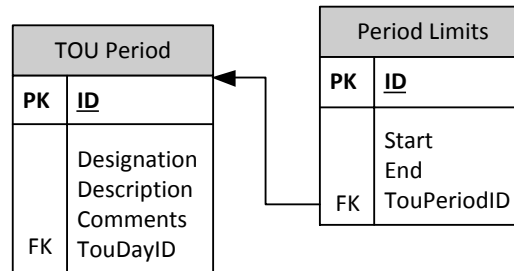 TOU Period
PK ID
Designation
Description
Comments
FK TouDayID
Period Limits
PK ID
Start
End
FK TouPeriodID